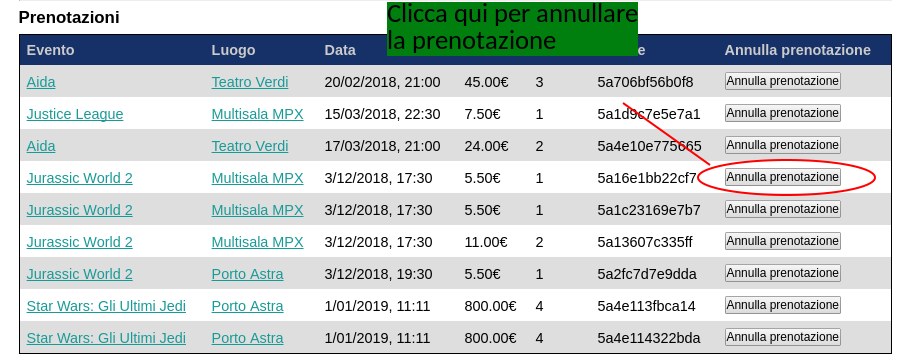 Prenotazioni
Clicca qui per annullare
la prenotazione
Evento Luogo Data e Annulla prenotazione
Aida Teatro Verdi 20/02/2018, 21:00 45.00€ 3 5a706bf56b0f8 Annulla prenotazione
Justice League Multisala MPX 15/03/2018, 22:30 7.50€ 1 5a1d9c7e5e7a1 Annulla prenotazione
Aida Teatro Verdi 17/03/2018, 21:00 24.00€ 2 5a4e10e775665 Annulla prenotazione
Jurassic World 2 Multisala MPX 3/12/2018, 17:30 5.50€ 1 5a16e1bb22cf7 Annulla prenotazione
Jurassic World 2 Multisala MPX 3/12/2018, 17:30 5.50€ 1 5a1c23169e7b7 Annulla prenotazione
Jurassic World 2 Multisala MPX 3/12/2018, 17:30 11.00€ 2 5a13607c335ff Annulla prenotazione
Jurassic World 2 Porto Astra 3/12/2018, 19:30 5.50€ 1 5a2fc7d7e9dda Annulla prenotazione
Star Wars: Gli Ultimi Jedi Porto Astra 1/01/2019, 11:11 800.00€ 4 5a4e113fbca14 Annulla prenotazione
Star Wars: Gli Ultimi Jedi Porto Astra 1/01/2019, 11:11 800.00€ 4 5a4e114322bda Annulla prenotazione